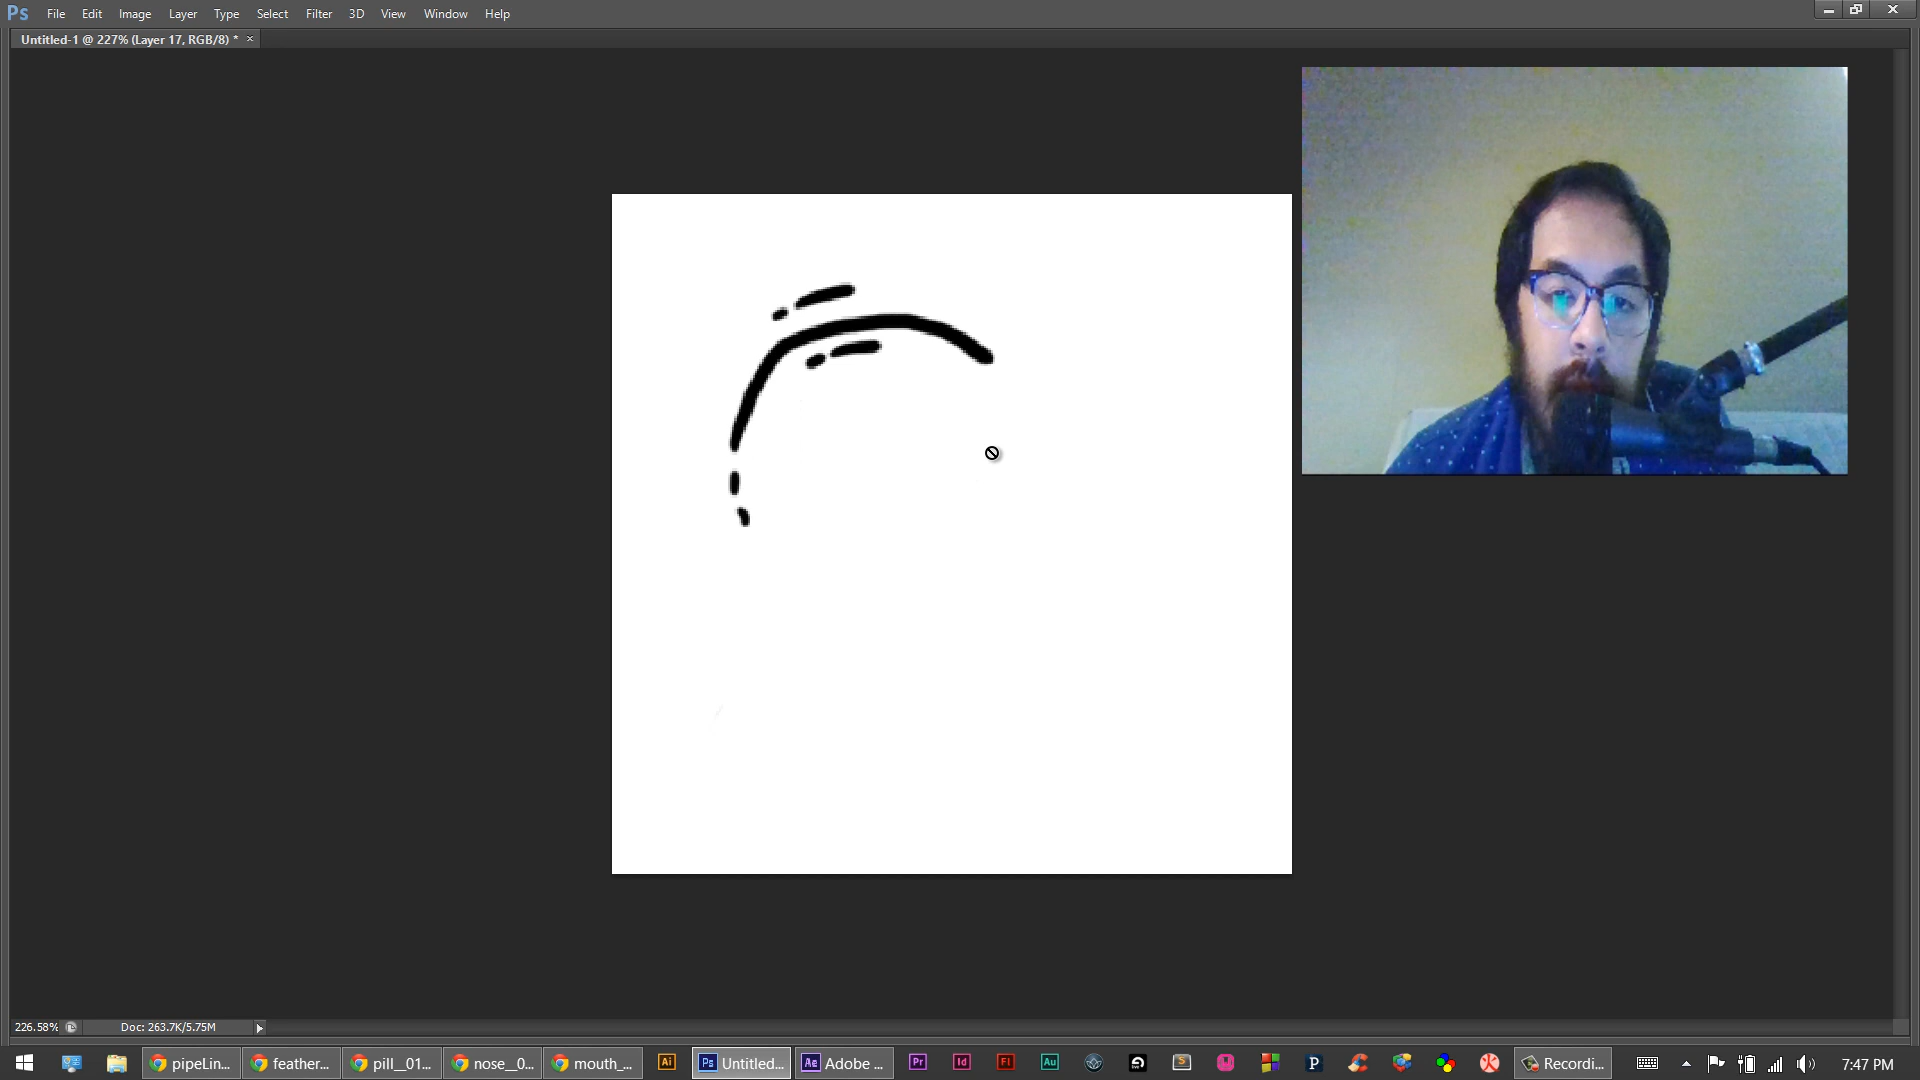 Ps File Edit Image Layer Type Select Filter 3D View Window Help
Untitled-1 @ 227% (Layer 17, RGB/8) * ×
226.58% Doc: 263.7K/5.75M
pipeLin... feather... pill__01... nose__0... mouth_... Ai Ps Untitled... Ae Adobe ... Pr Id Fl Au S P Recordi... 7:47 PM